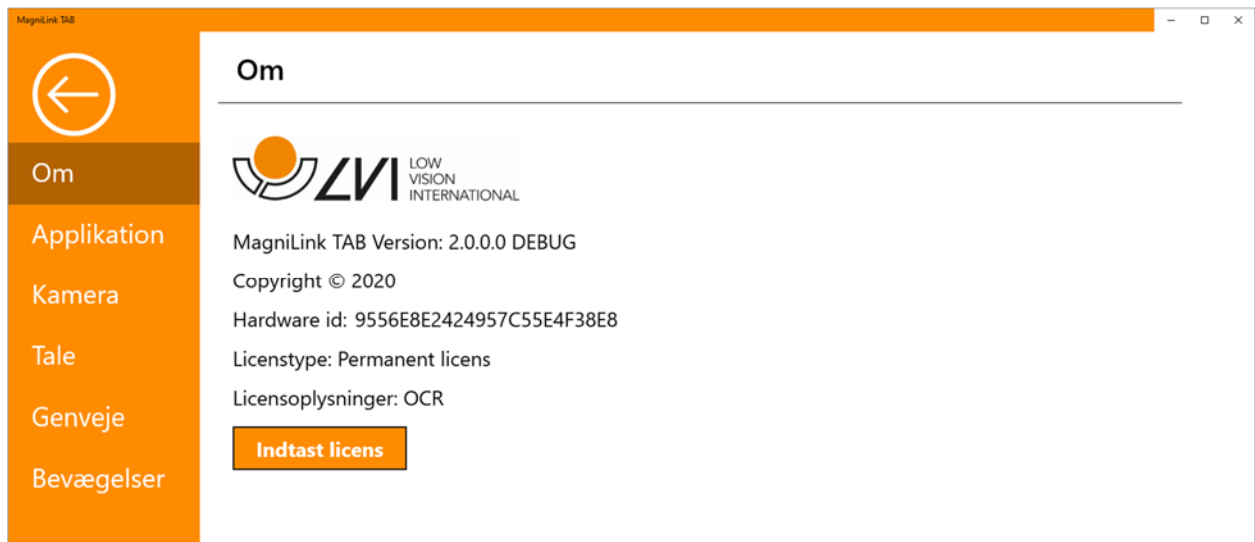 MagniLink TAB
Om
Applikation
Kamera
Tale
Genveje
Bevægelser
Om
LVI
LOW
VISION
INTERNATIONAL
MagniLink TAB Version: 2.0.0.0 DEBUG
Copyright © 2020
Hardware id: 9556E8E2424957C55E4F38E8
Licenstype: Permanent licens
Licensoplysninger: OCR
Indtast licens